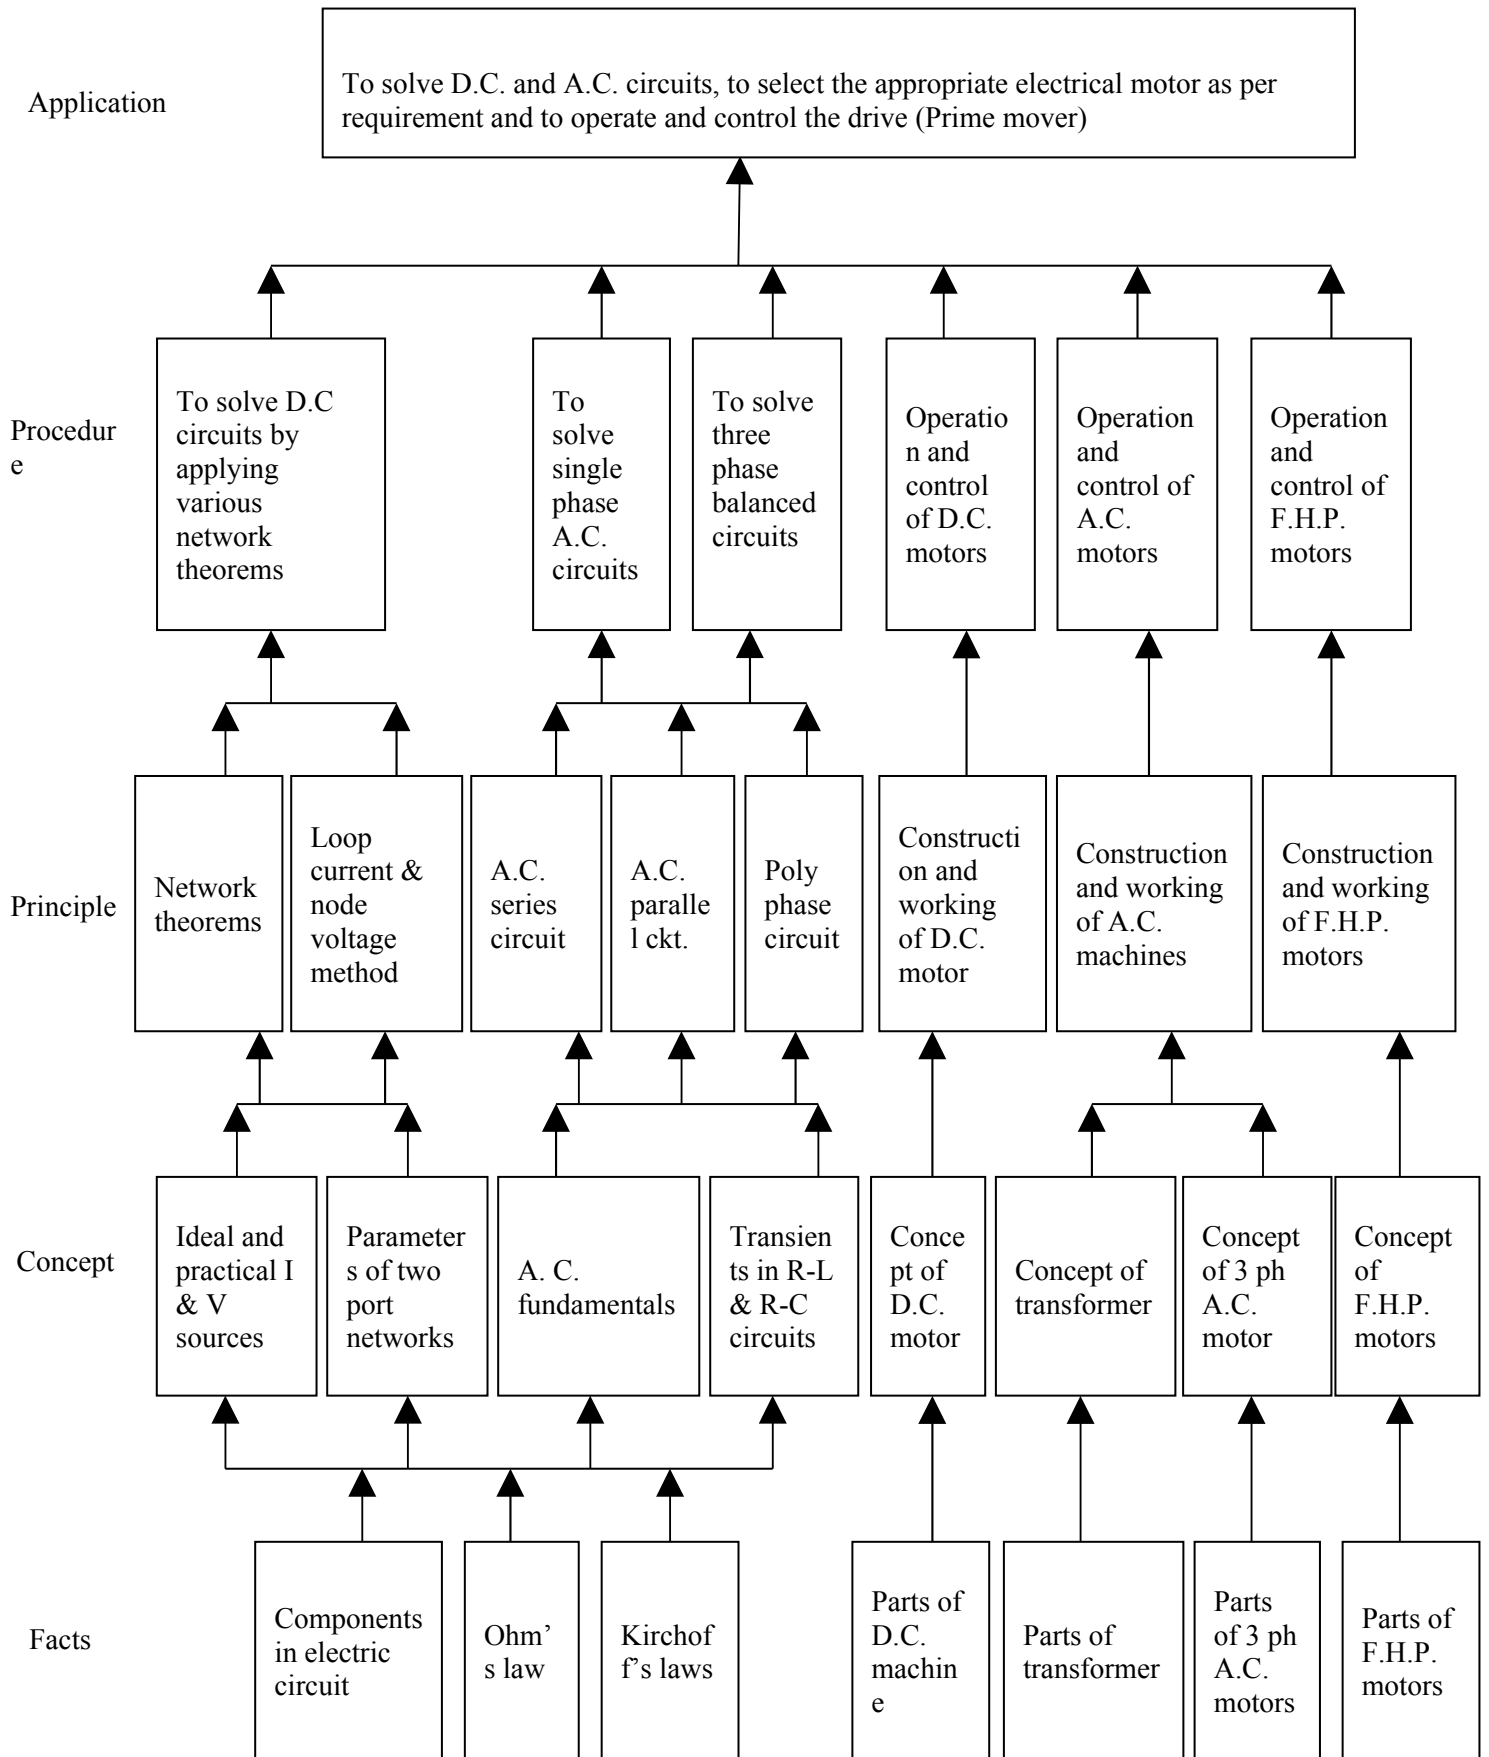 Application
To solve D.C. and A.C. circuits, to select the appropriate electrical motor as per
requirement and to operate and control the drive (Prime mover)
Procedur
e
To solve D.C
circuits by
applying
various
network
theorems
To
solve
single
phase
A.C.
circuits
To solve
three
phase
balanced
circuits
Operatio
n and
control
of D.C.
motors
Operation
and
control of
A.C.
motors
Operation
and
control of
F.H.P.
motors
Principle
Network
theorems
Loop
current &
node
voltage
method
A.C.
series
circuit
A.C.
paralle
l ckt.
Poly
phase
circuit
Constructi
on and
working
of D.C.
motor
Construction
and working
of A.C.
machines
Construction
and working
of F.H.P.
motors
Concept
Ideal and
practical I
& V
sources
Parameter
s of two
port
networks
A. C.
fundamentals
Transien
ts in R-L
& R-C
circuits
Conce
pt of
D.C.
motor
Concept of
transformer
Concept
of 3 ph
A.C.
motor
Concept
of
F.H.P.
motors
Facts
Components
in electric
circuit
Ohm’
s law
Kirchof
f’s laws
Parts of
D.C.
machin
e
Parts of
transformer
Parts
of 3 ph
A.C.
motors
Parts of
F.H.P.
motors